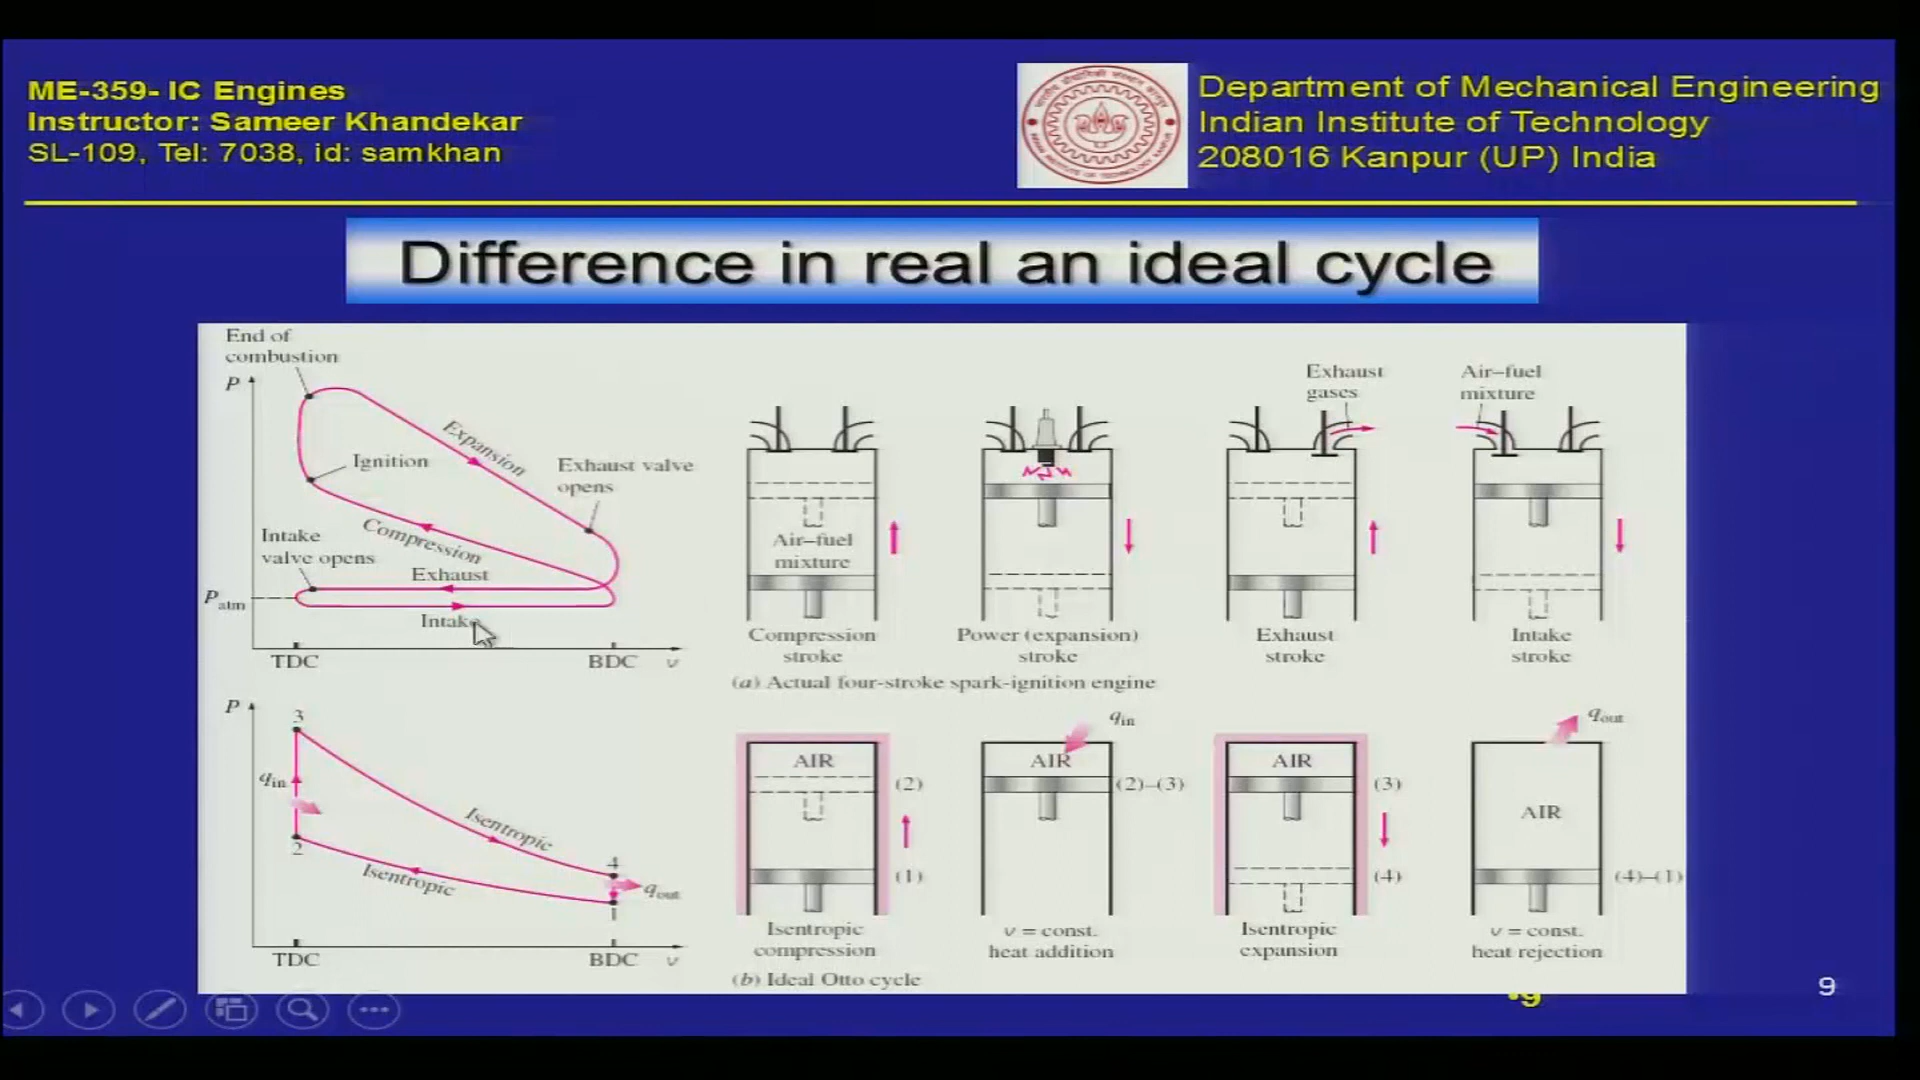 ME-359- IC Engines
Instructor: Sameer Khandekar
SL-109, Tel: 7038, id: samkhan
Department of Mechanical Engineering
Indian Institute of Technology
208016 Kanpur (UP) India
Difference in real an ideal cycle
End of
combustion
P
Ignition
Expansion
Exhaust valve
opens
Intake
valve opens
Compression
Exhaust
Patm
Intake
TDC
BDC
v
Exhaust
gases
Air–fuel
mixture
Air–fuel
mixture
Compression
stroke
Power (expansion)
stroke
Exhaust
stroke
Intake
stroke
(a) Actual four-stroke spark-ignition engine
P
3
qin
2
Isentropic
Isentropic
4
qout
1
TDC
BDC
v
qin
qout
AIR
(2)
(1)
AIR
(2)–(3)
AIR
(3)
(4)
AIR
(4)–(1)
Isentropic
compression
v = const.
heat addition
Isentropic
expansion
v = const.
heat rejection
(b) Ideal Otto cycle
•9
9